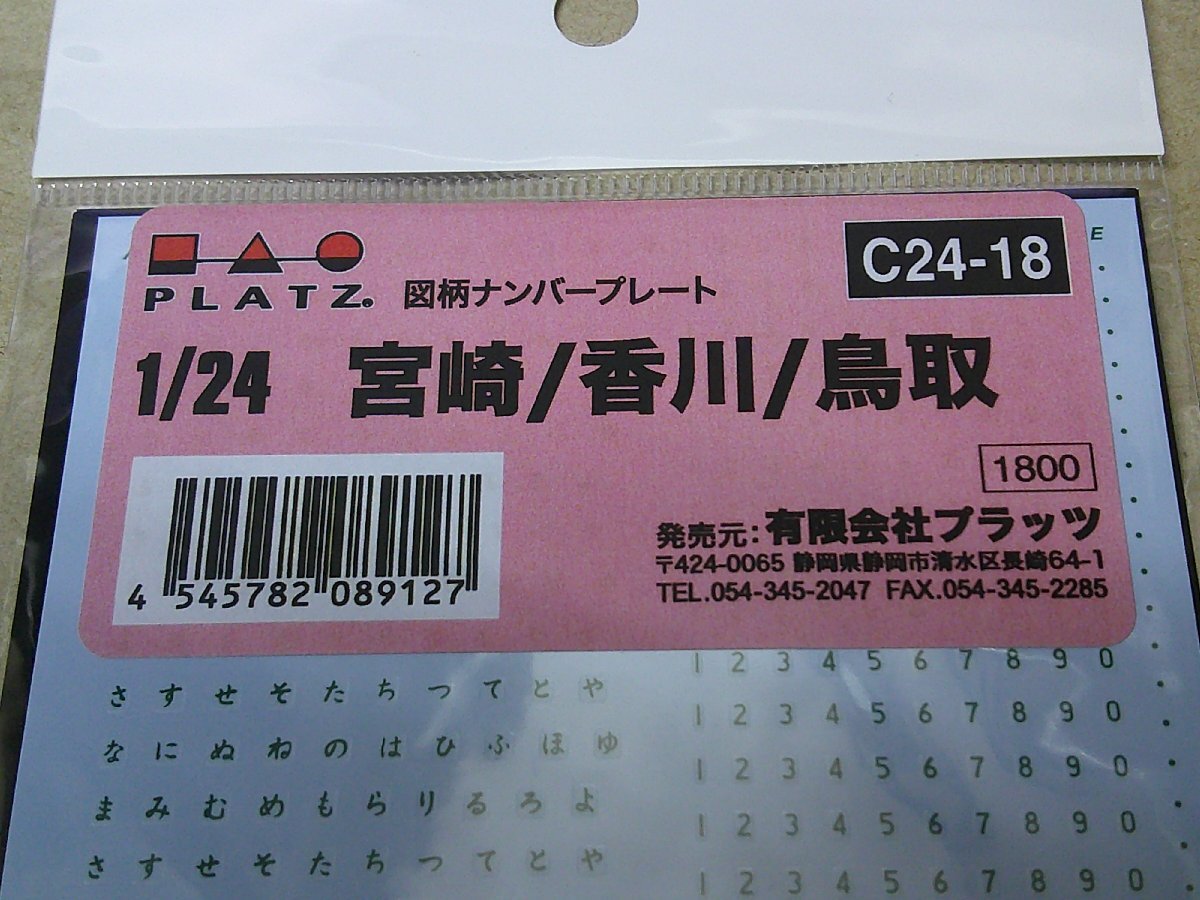 C24-18
E
PLATZ. 図柄ナンバープレート
1/24 宮崎/香川/鳥取
1800
4 545782 089127
発売元：有限会社プラッツ
〒424-0065 静岡県静岡市清水区長崎64-1
TEL.054-345-2047 FAX.054-345-2285
さ す せ そ た ち つ て と や
な に ぬ ね の は ひ ふ ほ ゆ
ま み む め も ら り る ろ よ
さ す せ そ た ち つ て と や
1 2 3 4 5 6 7 8 9 0
1 2 3 4 5 6 7 8 9 0
1 2 3 4 5 6 7 8 9 0
1 2 3 4 5 6 7 8 9 0
1 2 3 4 5 6 7 8 9 0